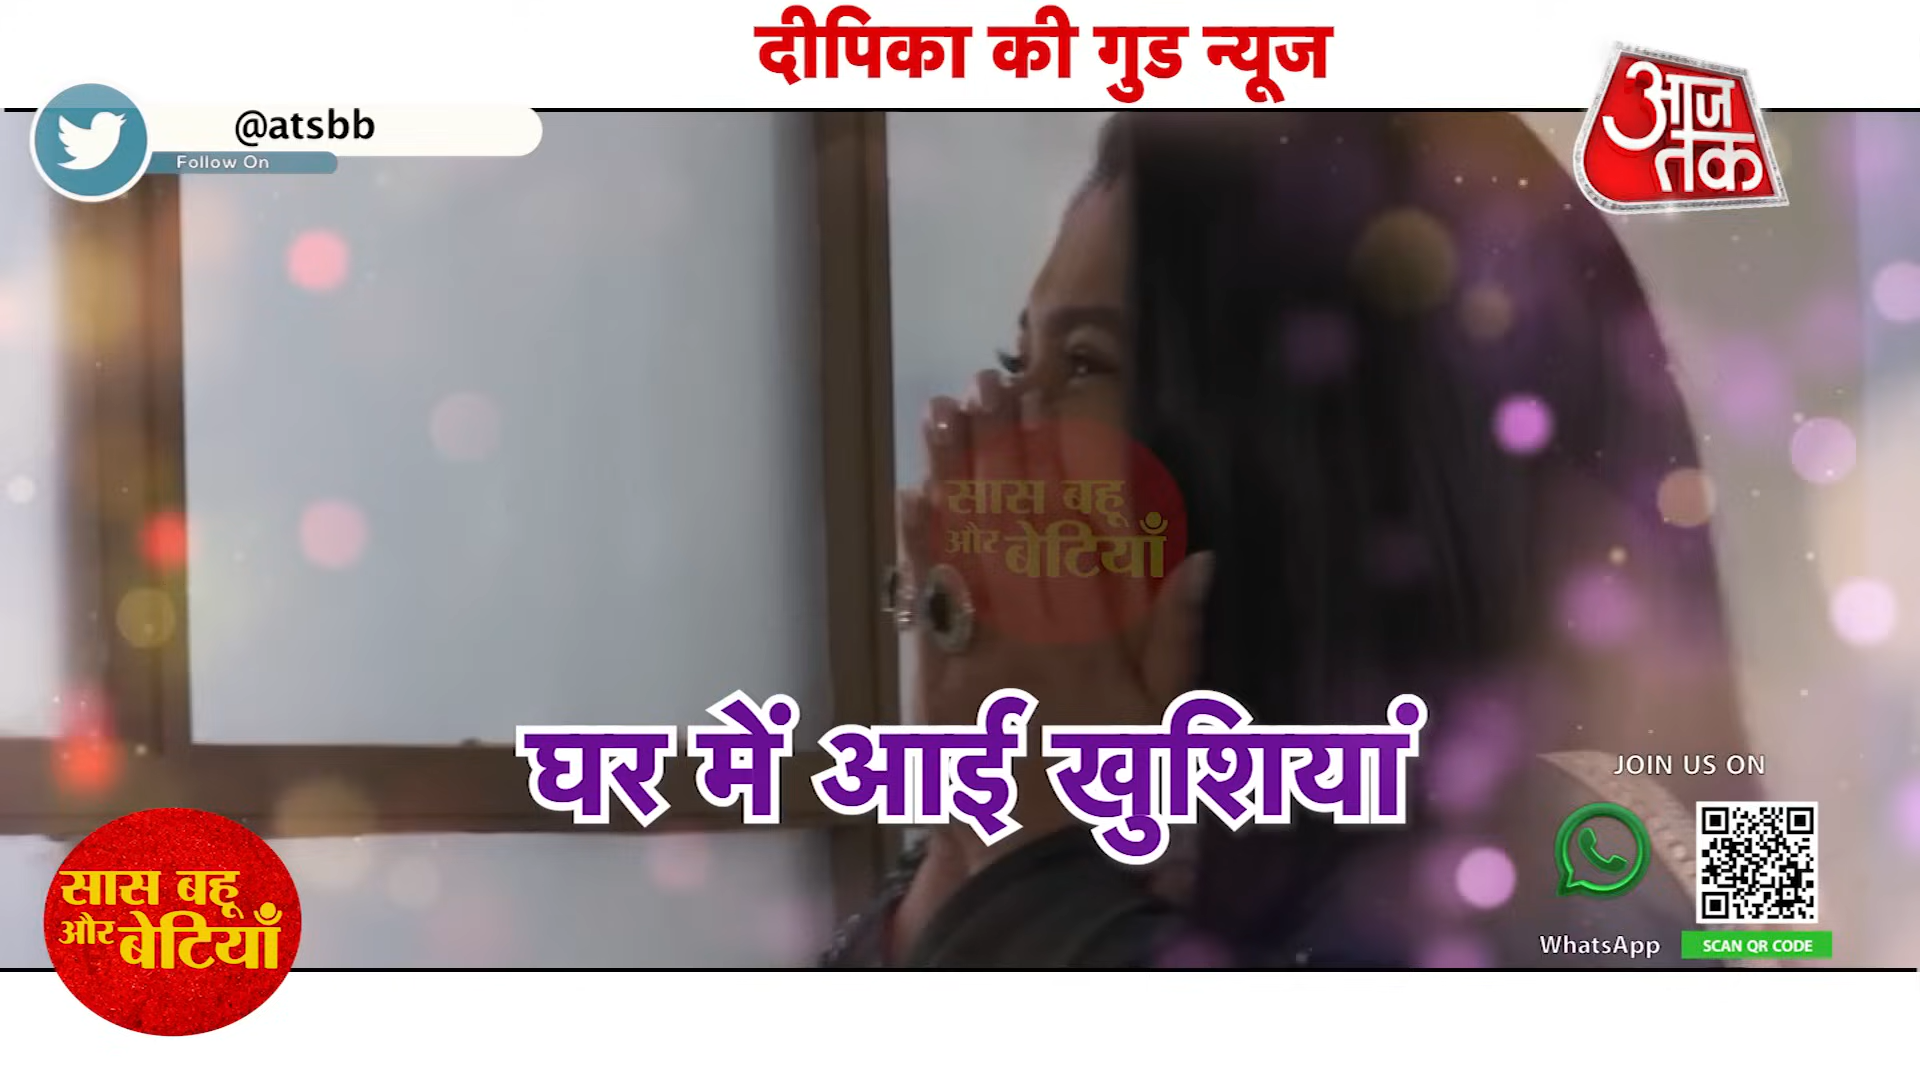 दीपिका की गुड न्यूज
@atsbb
Follow On
आज
तक
सास बहू
और बेटियाँ
घर में आई खुशियां
JOIN US ON
WhatsApp
SCAN QR CODE
सास बहू
और बेटियाँ